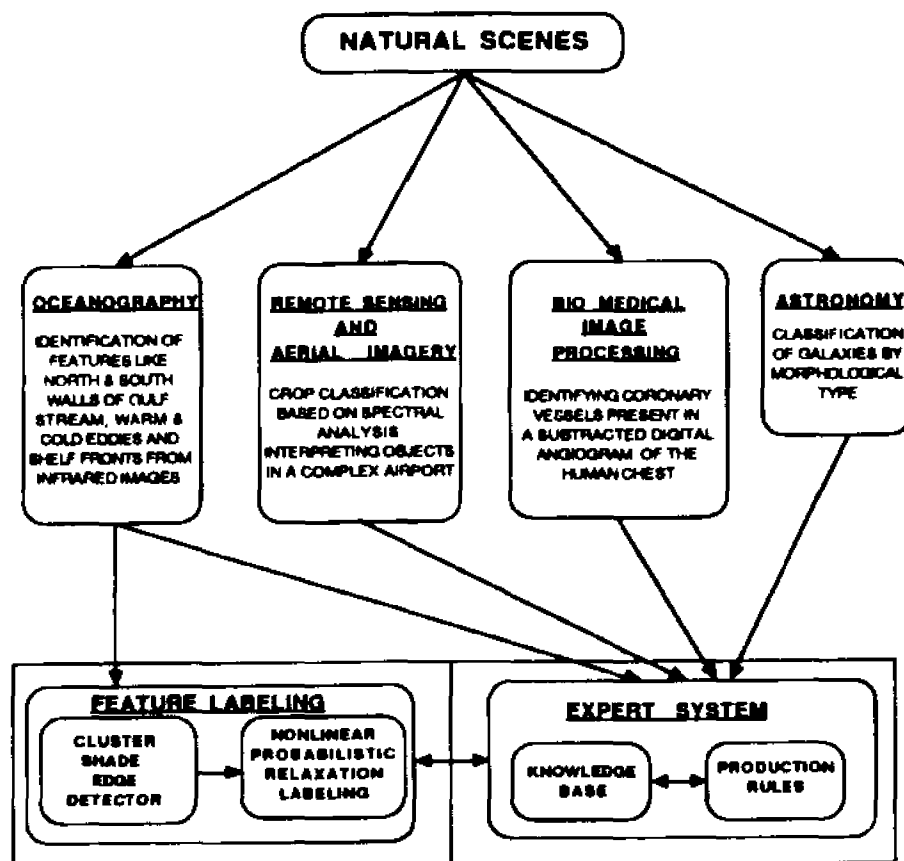 NATURAL SCENES
OCEANOGRAPHY
IDENTIFICATION OF
FEATURES LIKE
NORTH & SOUTH
WALLS OF GULF
STREAM, WARM &
COLD EDDIES AND
SHELF FRONTS FROM
INFRARED IMAGES
REMOTE SENSING
AND
AERIAL IMAGERY
CROP CLASSIFICATION
BASED ON SPECTRAL
ANALYSIS
INTERPRETING OBJECTS
IN A COMPLEX AIRPORT
BIO MEDICAL
IMAGE
PROCESSING
IDENTIFYING CORONARY
VESSELS PRESENT IN
A SUBTRACTED DIGITAL
ANGIOGRAM OF THE
HUMAN CHEST
ASTRONOMY
CLASSIFICATION
OF GALAXIES BY
MORPHOLOGICAL
TYPE
FEATURE LABELING
CLUSTER
SHADE
EDGE
DETECTOR
NONLINEAR
PROBABILISTIC
RELAXATION
LABELING
EXPERT SYSTEM
KNOWLEDGE
BASE
PRODUCTION
RULES